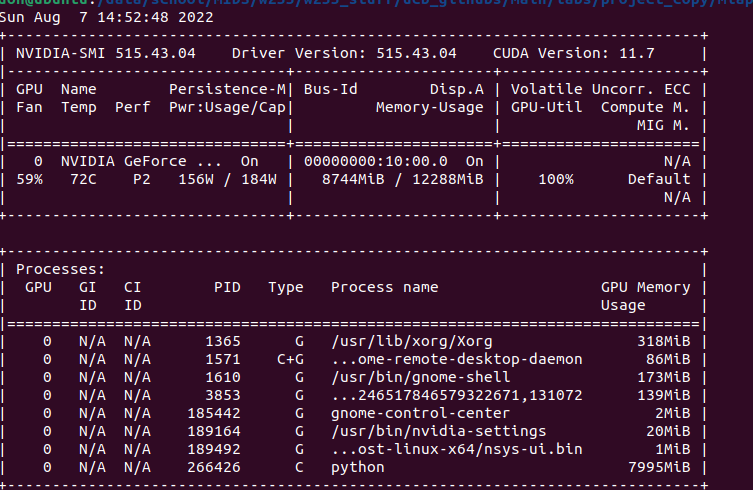 Sun Aug  7 14:52:48 2022
+-----------------------------------------------------------------------------+
| NVIDIA-SMI 515.43.04    Driver Version: 515.43.04    CUDA Version: 11.7     |
|-------------------------------+----------------------+----------------------+
| GPU  Name        Persistence-M| Bus-Id        Disp.A | Volatile Uncorr. ECC |
| Fan  Temp  Perf  Pwr:Usage/Cap|         Memory-Usage | GPU-Util  Compute M. |
|                               |                      |               MIG M. |
|===============================+======================+======================|
|   0  NVIDIA GeForce ...  On   | 00000000:10:00.0  On |                  N/A |
| 59%   72C    P2   156W / 184W |   8744MiB / 12288MiB |    100%      Default |
|                               |                      |                  N/A |
+-------------------------------+----------------------+----------------------+

+-----------------------------------------------------------------------------+
| Processes:                                                                  |
|  GPU   GI   CI        PID   Type   Process name                  GPU Memory |
|        ID   ID                                                   Usage      |
|=============================================================================|
|    0   N/A  N/A      1365      G   /usr/lib/xorg/Xorg                318MiB |
|    0   N/A  N/A      1571    C+G   ...ome-remote-desktop-daemon       86MiB |
|    0   N/A  N/A      1610      G   /usr/bin/gnome-shell              173MiB |
|    0   N/A  N/A      3853      G   ...246517846579322671,131072      139MiB |
|    0   N/A  N/A    185442      G   gnome-control-center                2MiB |
|    0   N/A  N/A    189164      G   /usr/bin/nvidia-settings           20MiB |
|    0   N/A  N/A    189492      G   ...ost-linux-x64/nsys-ui.bin        1MiB |
|    0   N/A  N/A    266426      C   python                           7995MiB |
+-----------------------------------------------------------------------------+